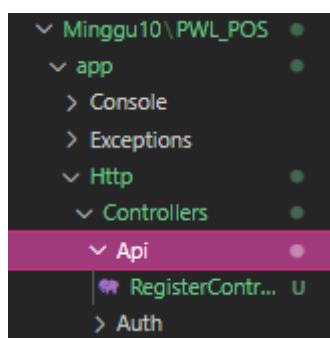 Minggu10\PWL_POS
app
Console
Exceptions
Http
Controllers
Api
RegisterContr... U
Auth